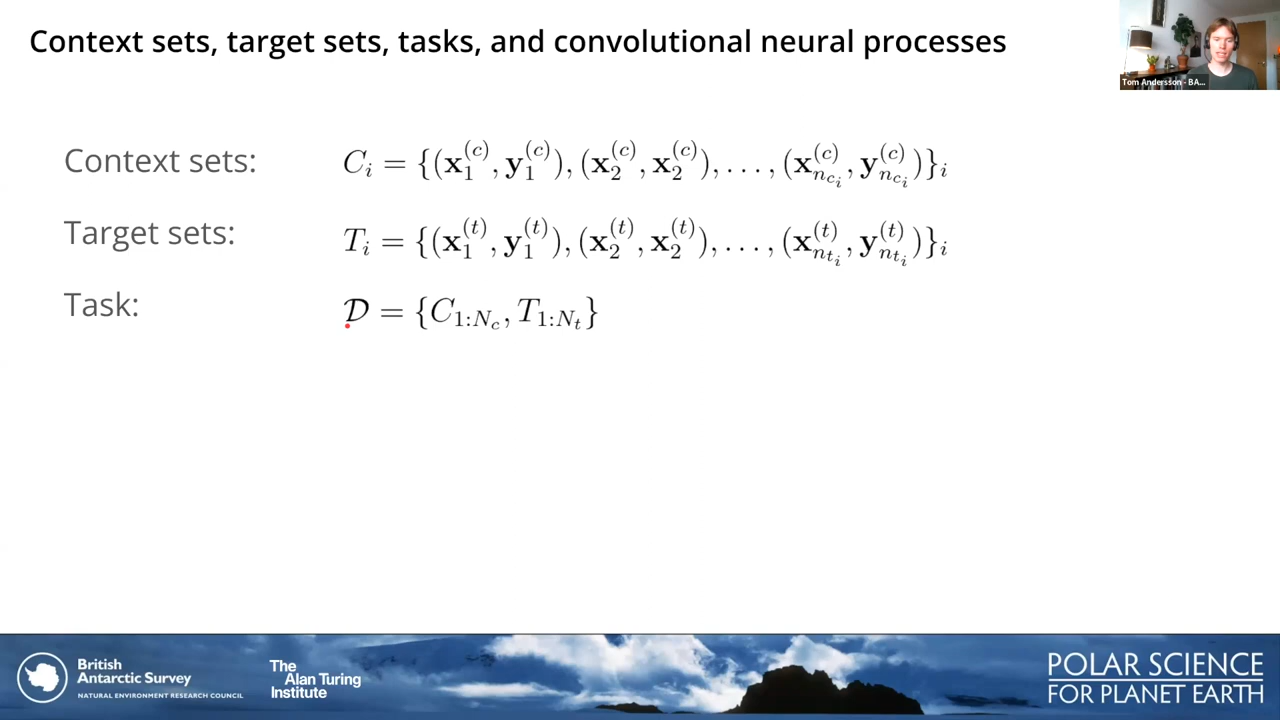 Context sets, target sets, tasks, and convolutional neural processes
Tom Andersson - BA...
Context sets: C_i = {(x_1^{(c)}, y_1^{(c)}), (x_2^{(c)}, x_2^{(c)}), ..., (x_{n_{c_i}}^{(c)}, y_{n_{c_i}}^{(c)})}_i
Target sets: T_i = {(x_1^{(t)}, y_1^{(t)}), (x_2^{(t)}, x_2^{(t)}), ..., (x_{n_{t_i}}^{(t)}, y_{n_{t_i}}^{(t)})}_i
Task: 𝒟 = {C_{1:N_c}, T_{1:N_t}}
British
Antarctic Survey
NATURAL ENVIRONMENT RESEARCH COUNCIL
The
Alan Turing
Institute
POLAR SCIENCE
FOR PLANET EARTH